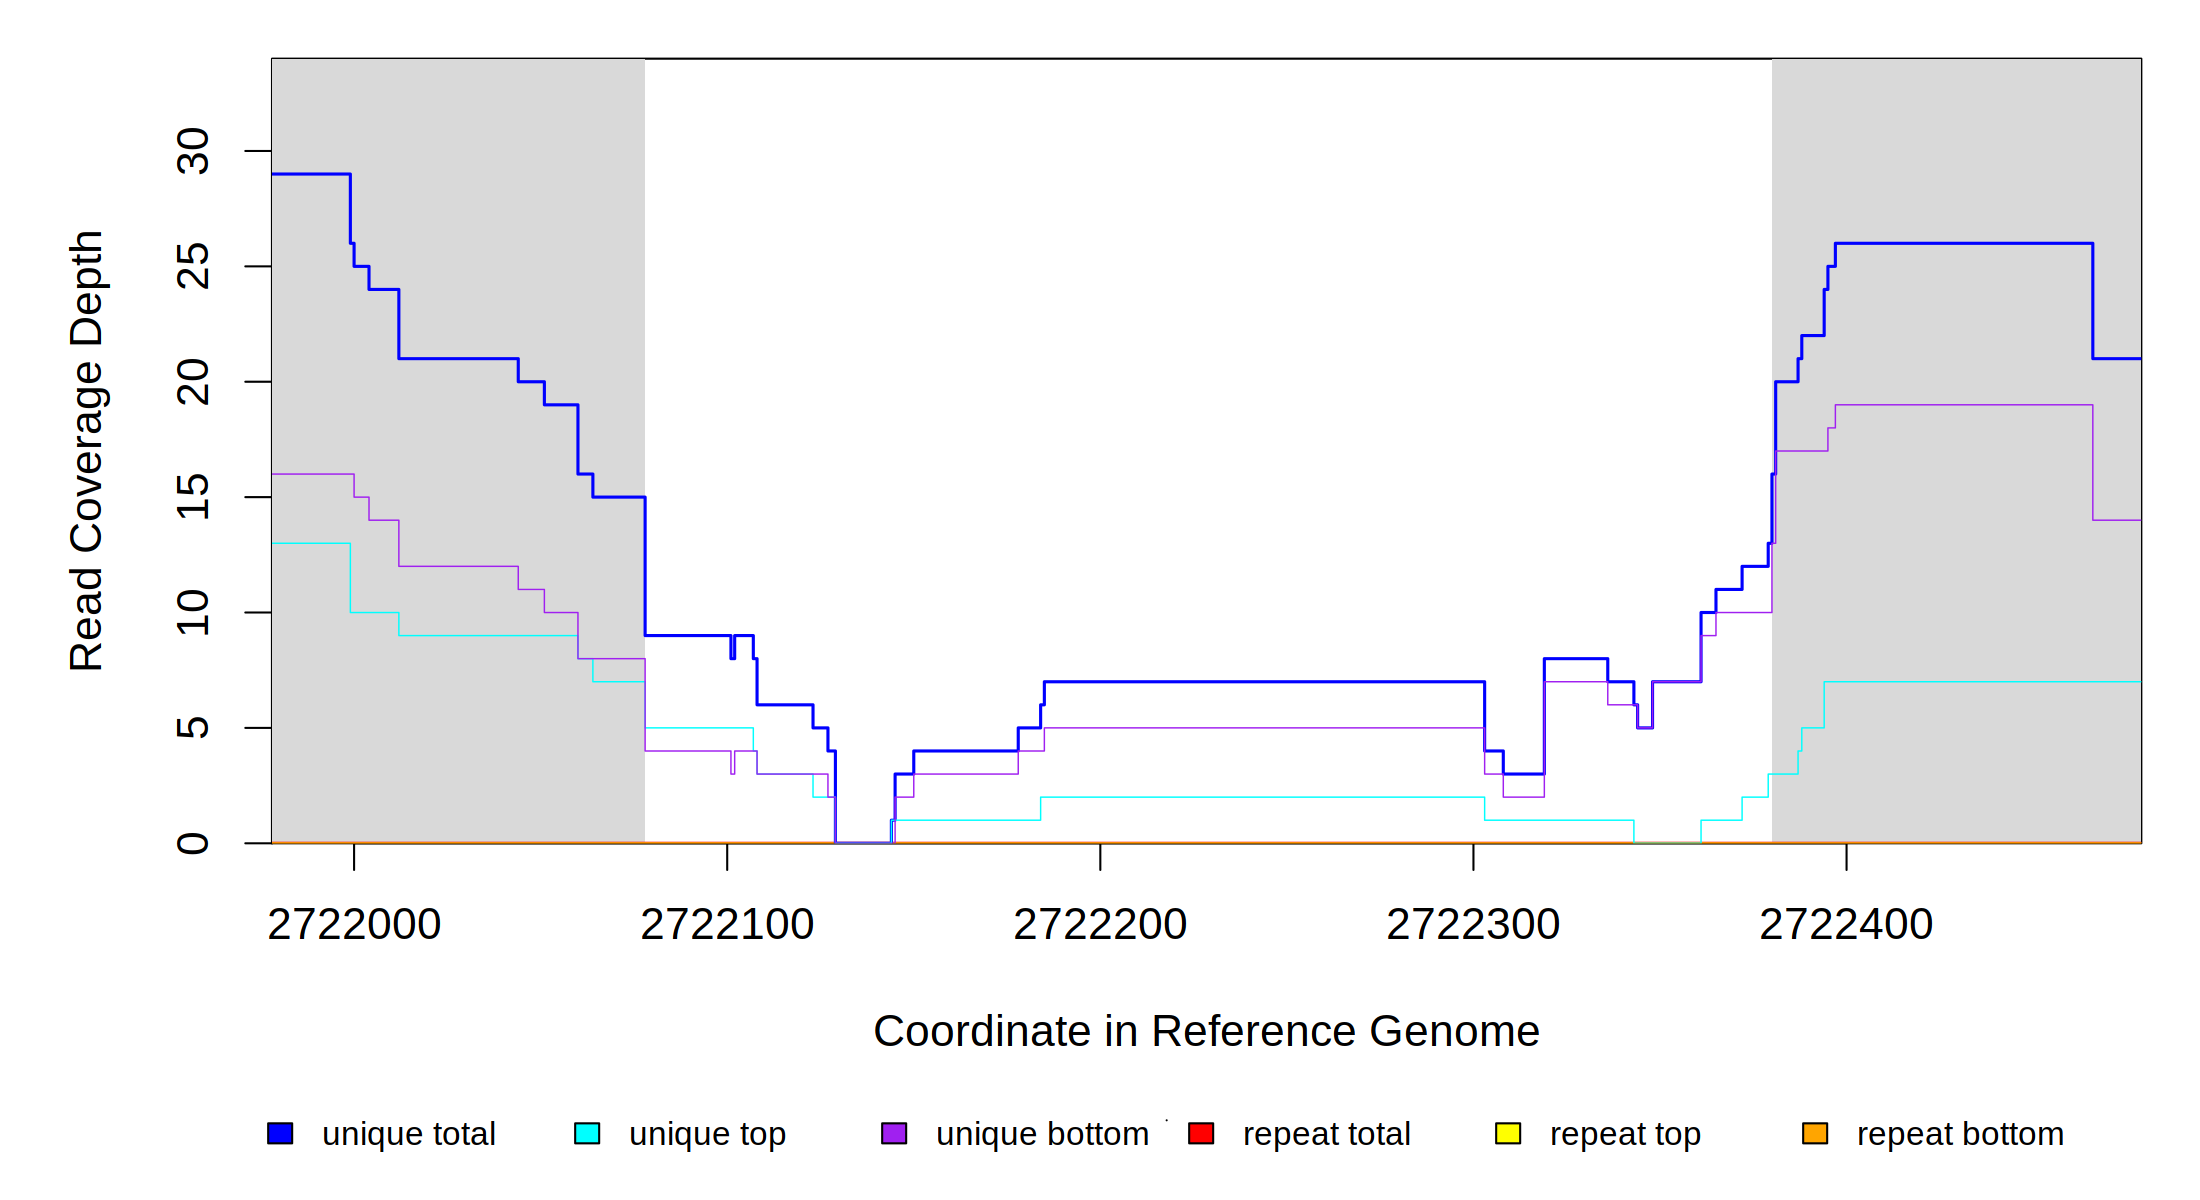 Read Coverage Depth
30
25
20
15
10
5
0
2722000 2722100 2722200 2722300 2722400
Coordinate in Reference Genome
unique total unique top unique bottom repeat total repeat top repeat bottom